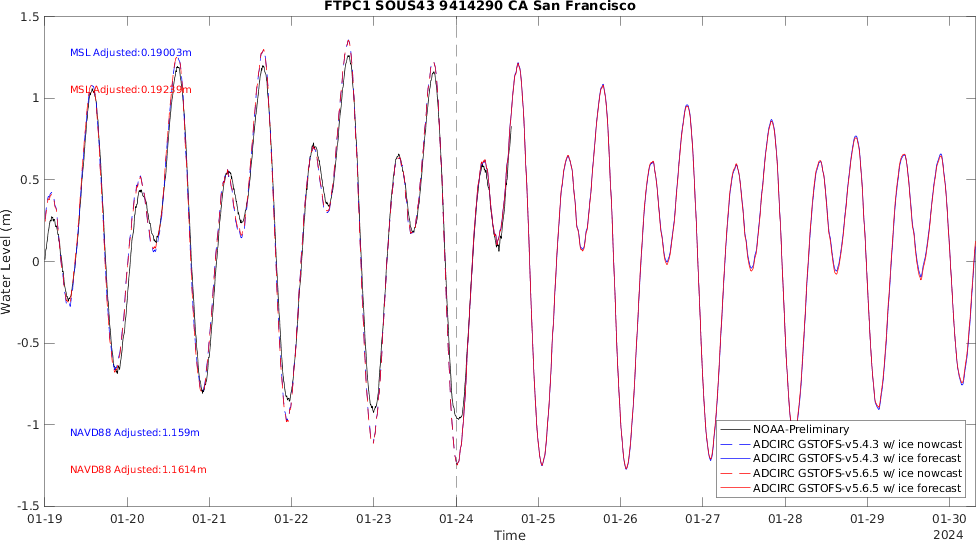 FTPC1 SOUS43 9414290 CA San Francisco
1.5
1
0.5
0
-0.5
-1
-1.5
Water Level (m)
MSL Adjusted:0.19003m
MSL Adjusted:0.19239m
NAVD88 Adjusted:1.159m
NAVD88 Adjusted:1.1614m
NOAA-Preliminary
ADCIRC GSTOFS-v5.4.3 w/ ice nowcast
ADCIRC GSTOFS-v5.4.3 w/ ice forecast
ADCIRC GSTOFS-v5.6.5 w/ ice nowcast
ADCIRC GSTOFS-v5.6.5 w/ ice forecast
01-19 01-20 01-21 01-22 01-23 01-24 01-25 01-26 01-27 01-28 01-29 01-30
Time
2024